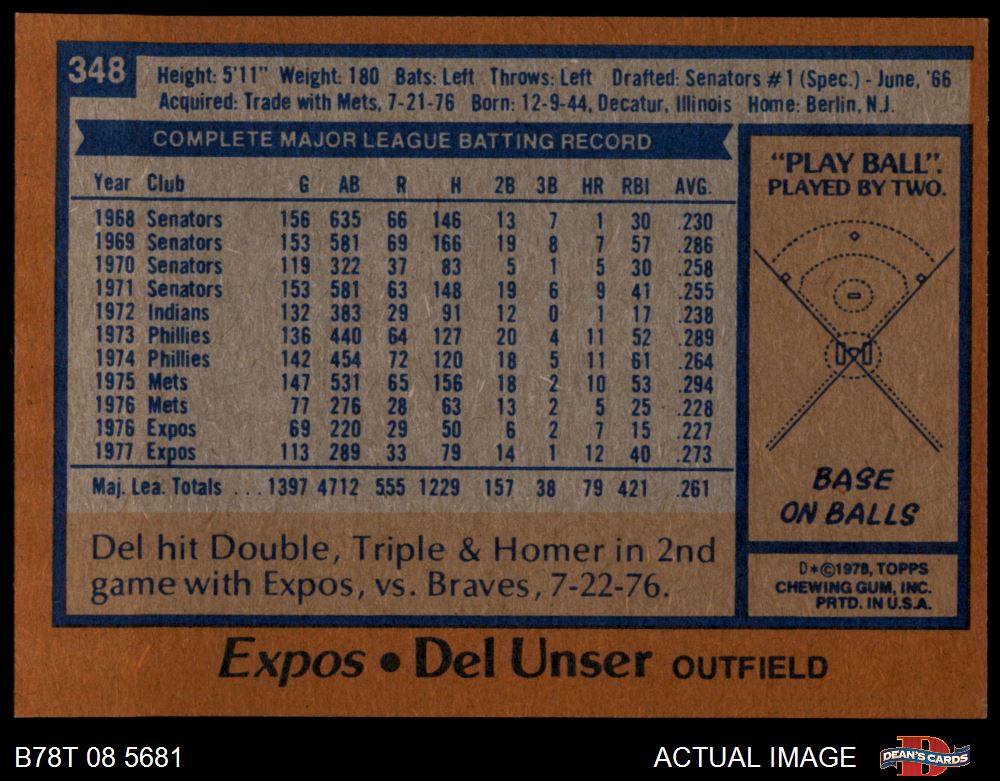 348
Height: 5'11" Weight: 180 Bats: Left Throws: Left Drafted: Senators #1 (Spec.) - June, '66
Acquired: Trade with Mets, 7-21-76 Born: 12-9-44, Decatur, Illinois Home: Berlin, N.J.
COMPLETE MAJOR LEAGUE BATTING RECORD
Year Club G AB R H 2B 3B HR RBI AVG.
1968 Senators 156 635 66 146 13 7 1 30 .230
1969 Senators 153 581 69 166 19 8 7 57 .286
1970 Senators 119 322 37 83 5 1 5 30 .258
1971 Senators 153 581 63 148 19 6 9 41 .255
1972 Indians 132 383 29 91 12 0 1 17 .238
1973 Phillies 136 440 64 127 20 4 11 52 .289
1974 Phillies 142 454 72 120 18 5 11 61 .264
1975 Mets 147 531 65 156 18 2 10 53 .294
1976 Mets 77 276 28 63 13 2 5 25 .228
1976 Expos 69 220 29 50 6 2 7 15 .227
1977 Expos 113 289 33 79 14 1 12 40 .273
Maj. Lea. Totals ... 1397 4712 555 1229 157 38 79 421 .261
Del hit Double, Triple & Homer in 2nd
game with Expos, vs. Braves, 7-22-76.
"PLAY BALL".
PLAYED BY TWO.
BASE
ON BALLS
D*©1978, TOPPS
CHEWING GUM, INC.
PRTD. IN U.S.A.
Expos • Del Unser OUTFIELD
B78T 08 5681
ACTUAL IMAGE
DEAN'S CARDS